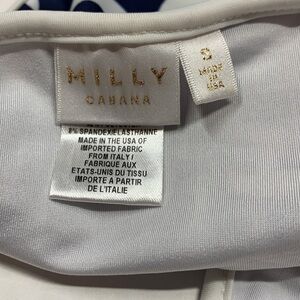 MILLY
CABANA
S
MADE
IN
USA
8% SPANDEX/ELASTHANNE
MADE IN THE USA OF
IMPORTED FABRIC
FROM ITALY /
FABRIQUE AUX
ETATS-UNIS DU TISSU
IMPORTE A PARTIR
DE L'ITALIE